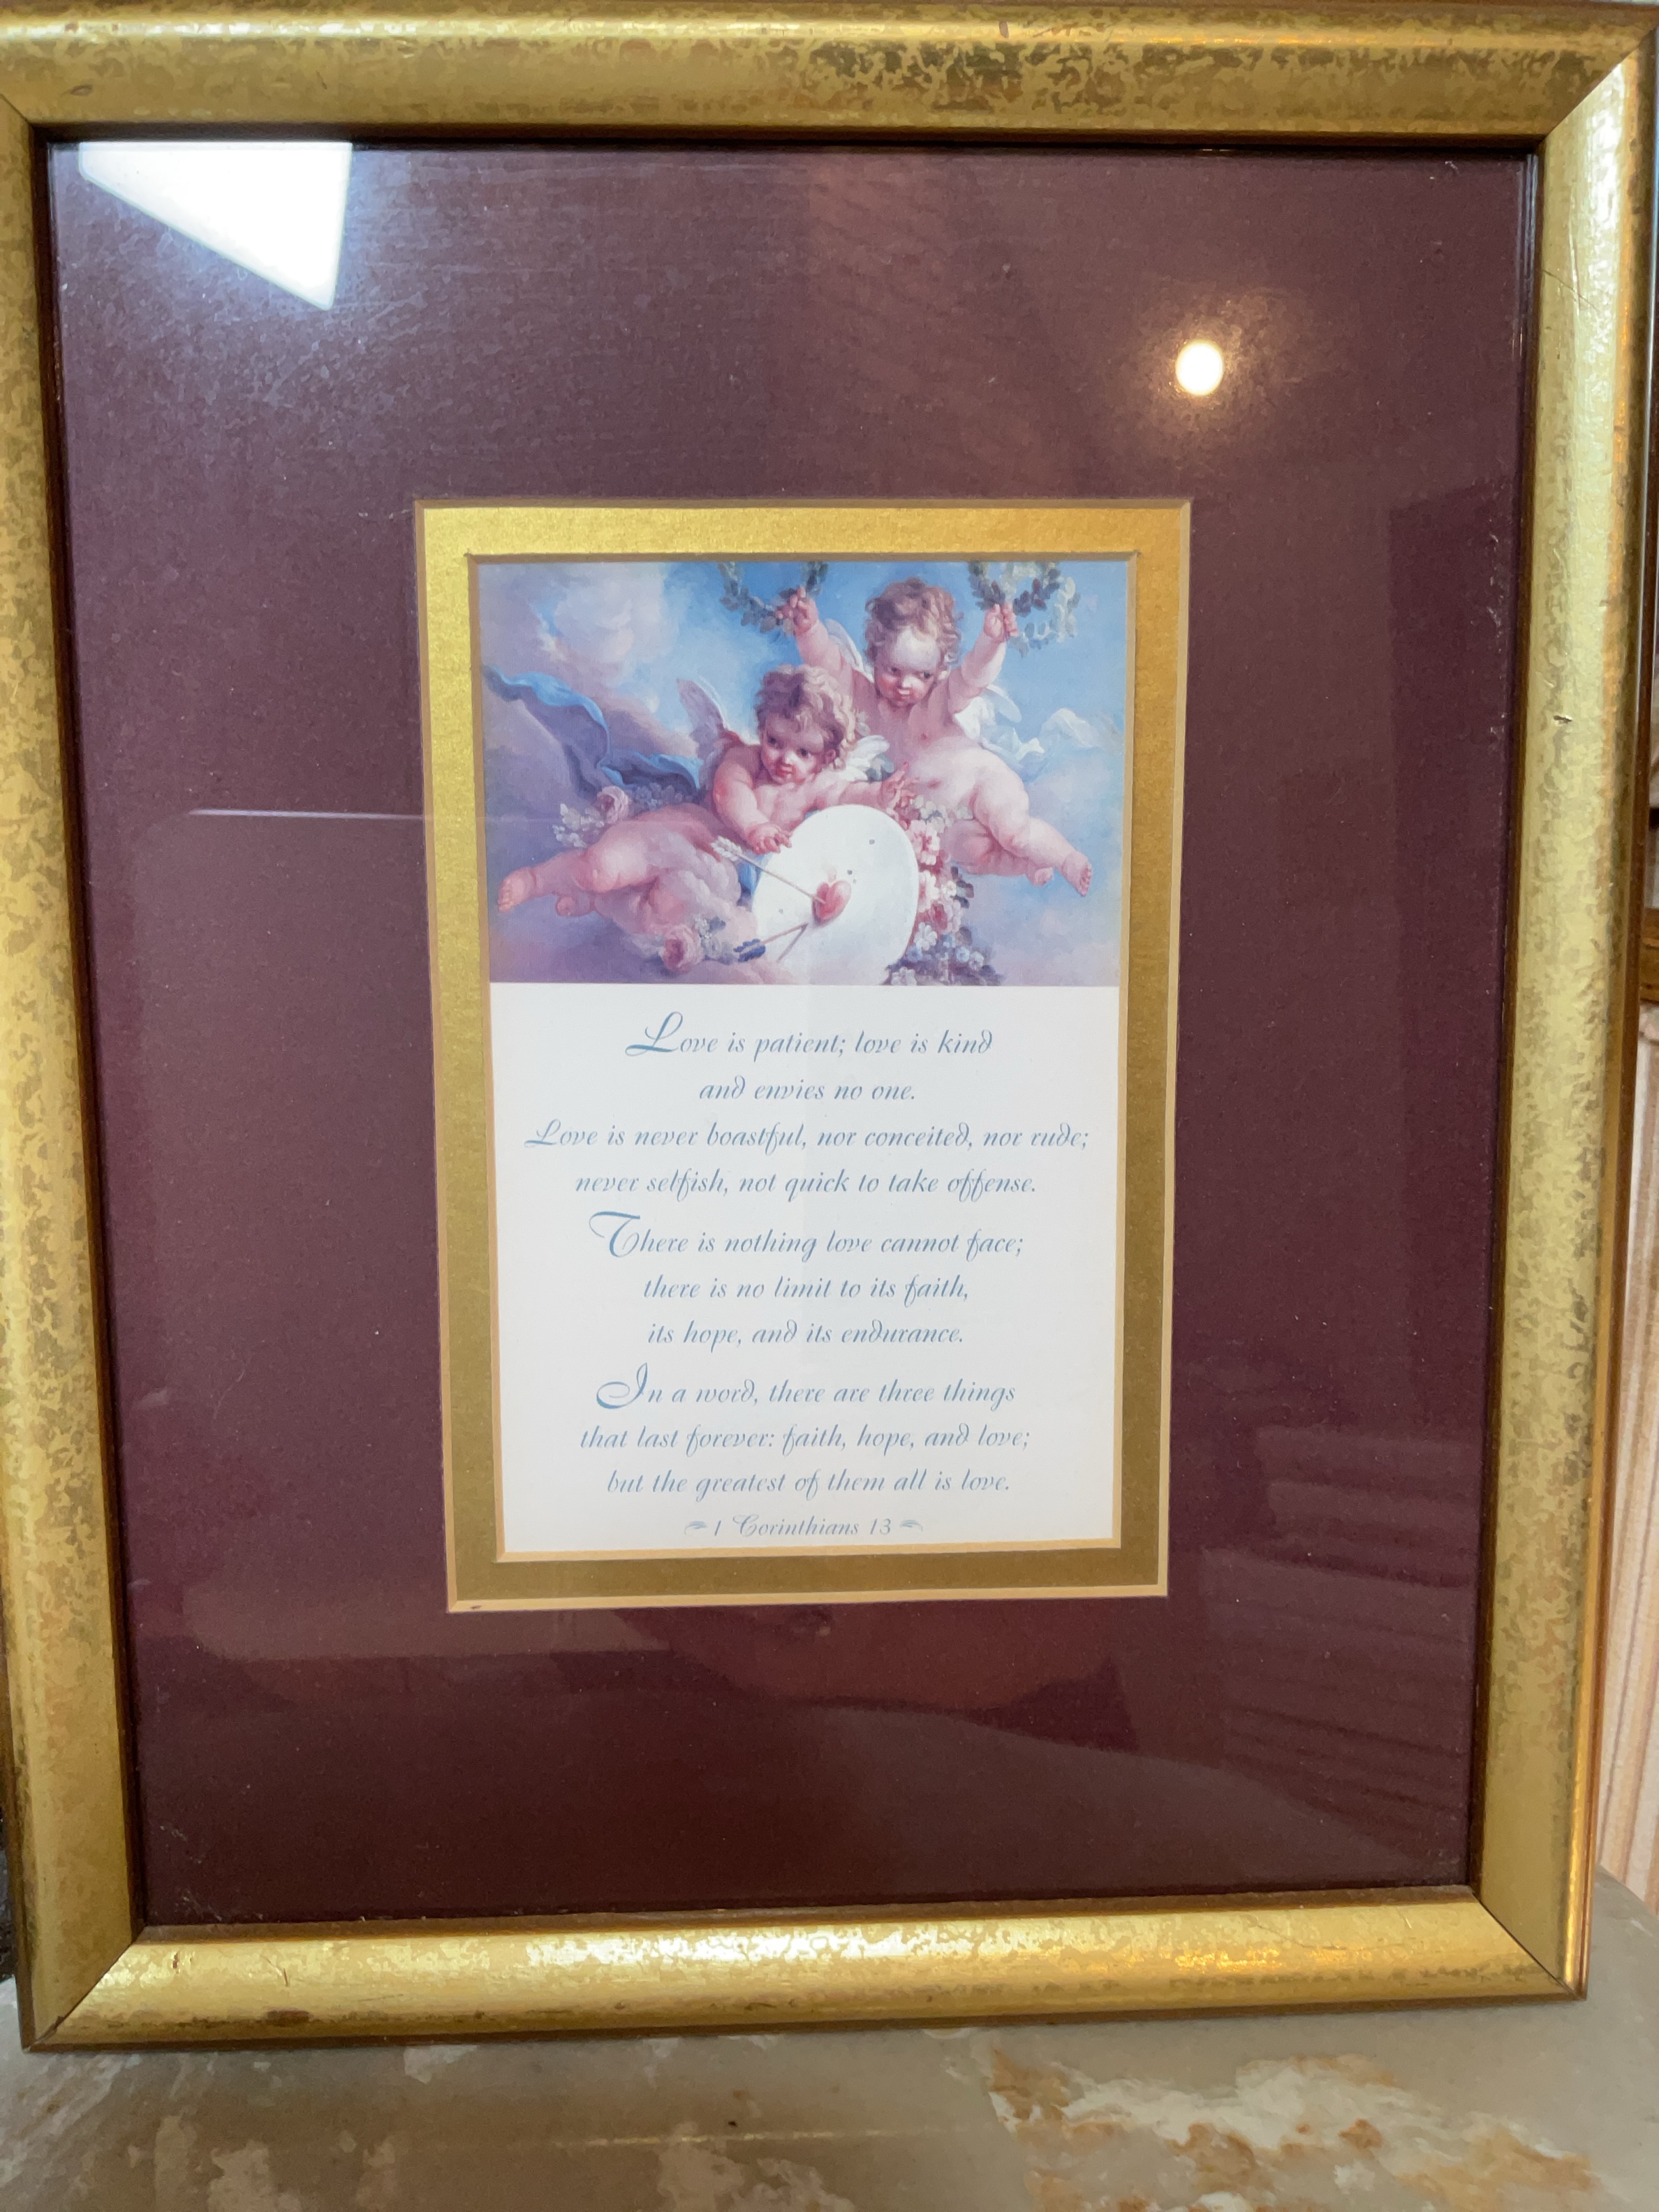 Love is patient; love is kind
and envies no one.
Love is never boastful, nor conceited, nor rude;
never selfish, not quick to take offense.
There is nothing love cannot face;
there is no limit to its faith,
its hope, and its endurance.
In a word, there are three things
that last forever: faith, hope, and love;
but the greatest of them all is love.
1 Corinthians 13